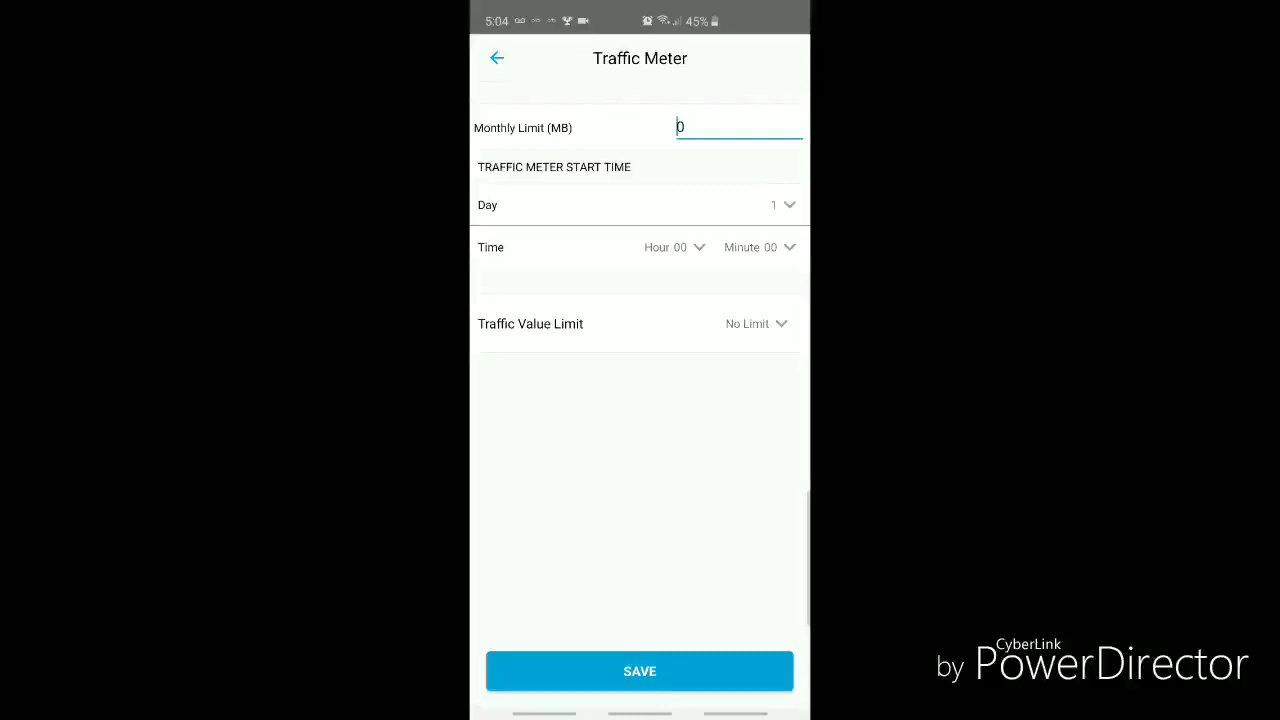 5:04 45%
Traffic Meter
Monthly Limit (MB) 0
TRAFFIC METER START TIME
Day 1
Time Hour 00 Minute 00
Traffic Value Limit No Limit
SAVE
CyberLink
by PowerDirector